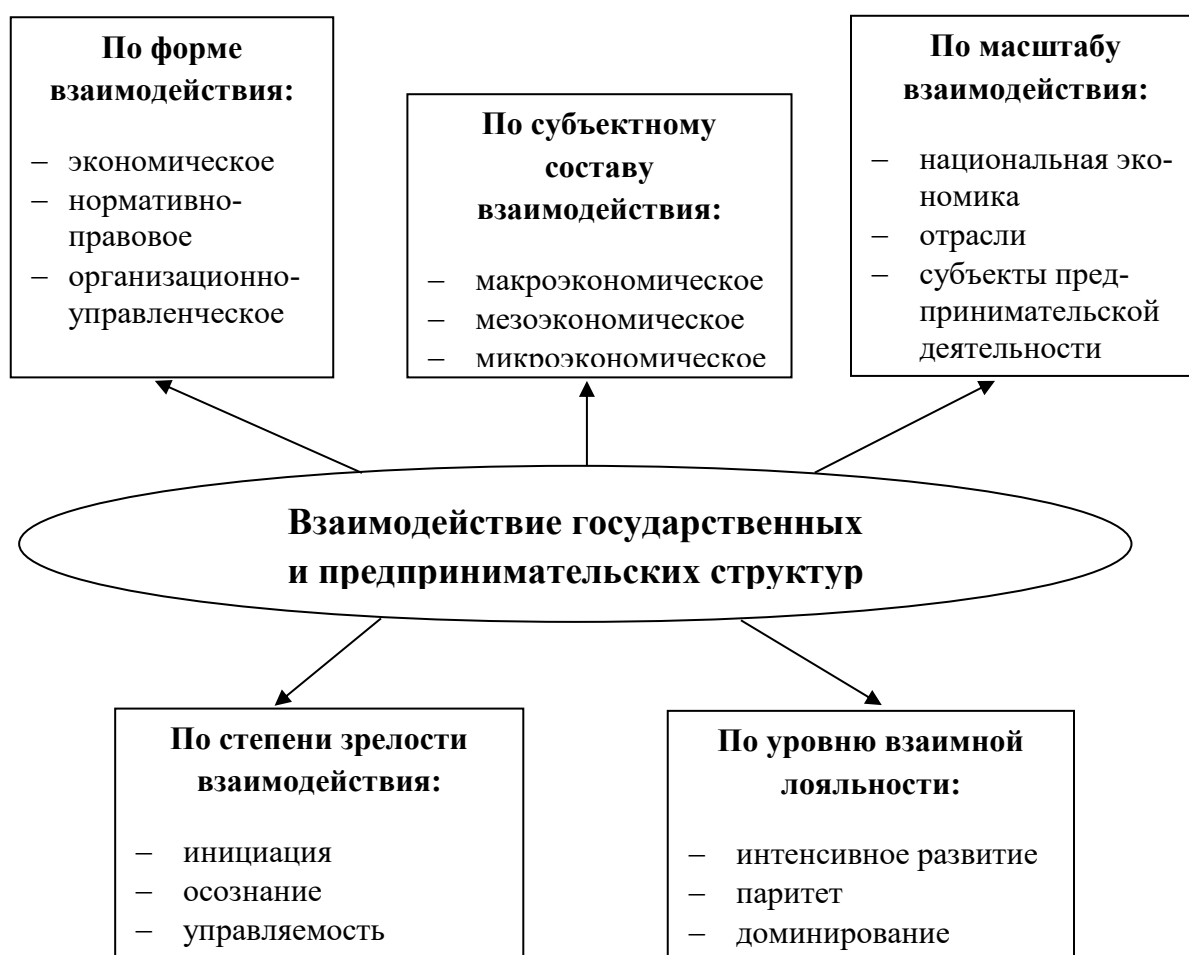 По форме
взаимодействия:
– экономическое
– нормативно-
правовое
– организационно-
управленческое
По субъектному
составу
взаимодействия:
– макроэкономическое
– мезоэкономическое
– микроэкономическое
По масштабу
взаимодействия:
– национальная эко-
номика
– отрасли
– субъекты пред-
принимательской
деятельности
Взаимодействие государственных
и предпринимательских структур
По степени зрелости
взаимодействия:
– инициация
– осознание
– управляемость
По уровню взаимной
лояльности:
– интенсивное развитие
– паритет
– доминирование